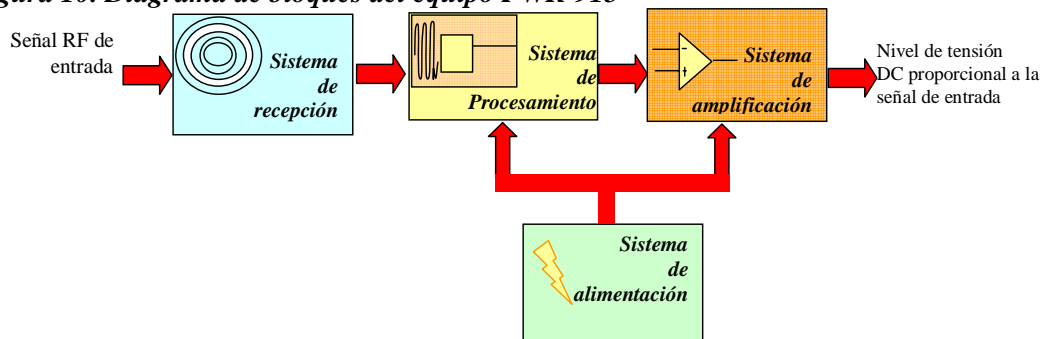 Señal RF de
entrada
Sistema
de
recepción
Sistema
de
Procesamiento
Sistema
de
amplificación
Nivel de tensión
DC proporcional a la
señal de entrada
Sistema
de
alimentación